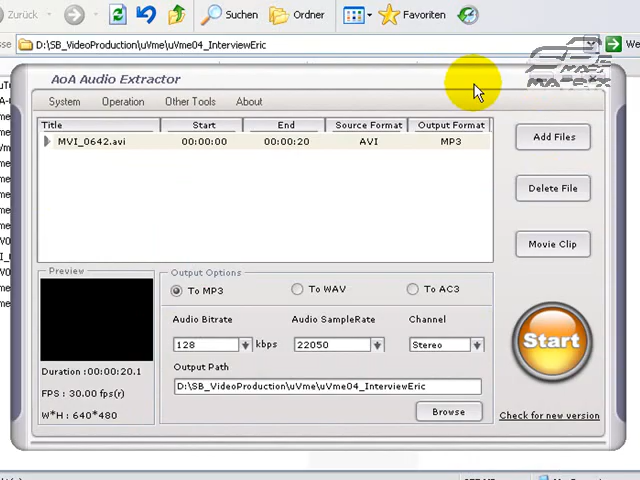 Zurück Suchen Ordner Favoriten
D:\SB_VideoProduction\uVme\uVme04_InterviewEric
AoA Audio Extractor
System Operation Other Tools About
Title Start End Source Format Output Format
MVI_0642.avi 00:00:00 00:00:20 AVI MP3
Add Files
Delete File
Movie Clip
Preview
Duration :00:00:20.1
FPS : 30.00 fps(r)
W*H : 640*480
Output Options
To MP3 To WAV To AC3
Audio Bitrate Audio SampleRate Channel
128 kbps 22050 Stereo
Output Path
D:\SB_VideoProduction\uVme\uVme04_InterviewEric
Browse
Start
Check for new version